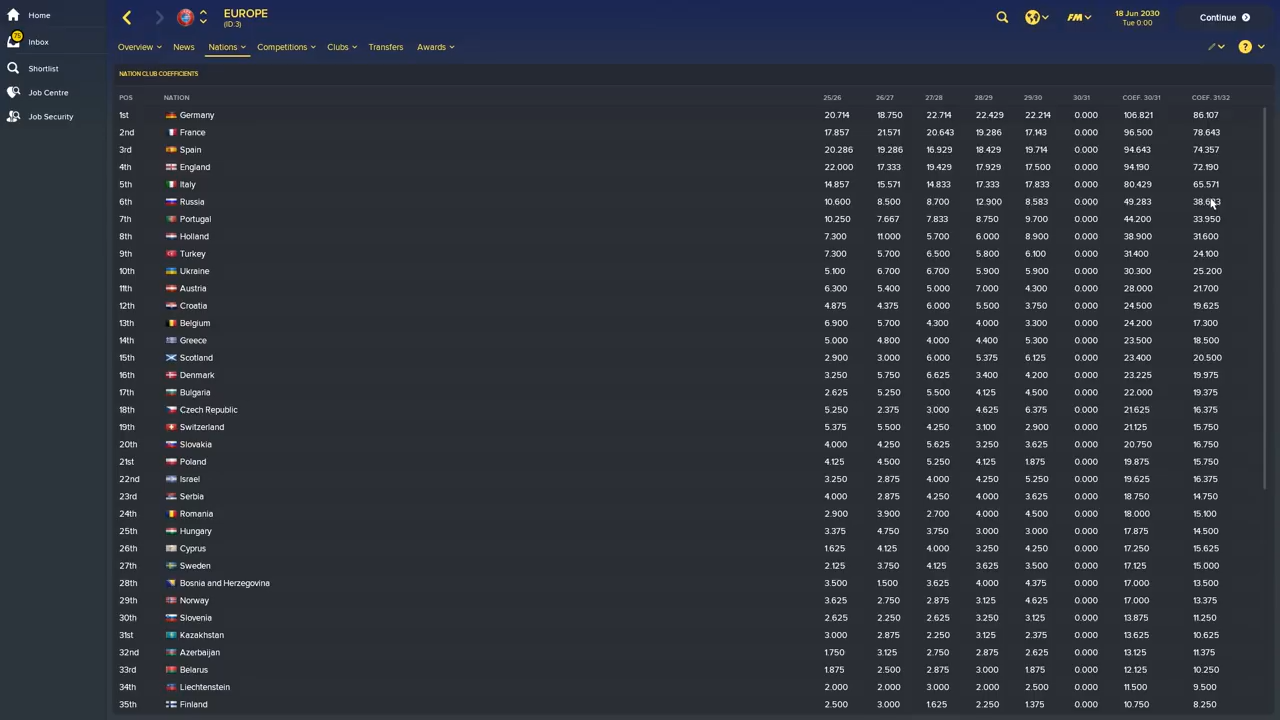 Home
75
Inbox
Shortlist
Job Centre
Job Security
EUROPE
(ID:3)
FM
18 Jun 2030
Tue 0:00
Continue
Overview News Nations Competitions Clubs Transfers Awards
?
NATION CLUB COEFFICIENTS
POS NATION 25/26 26/27 27/28 28/29 29/30 30/31 COEF. 30/31 COEF. 31/32
1st Germany 20.714 18.750 22.714 22.429 22.214 0.000 106.821 86.107
2nd France 17.857 21.571 20.643 19.286 17.143 0.000 96.500 78.643
3rd Spain 20.286 19.286 16.929 18.429 19.714 0.000 94.643 74.357
4th England 22.000 17.333 19.429 17.929 17.500 0.000 94.190 72.190
5th Italy 14.857 15.571 14.833 17.333 17.833 0.000 80.429 65.571
6th Russia 10.600 8.500 8.700 12.900 8.583 0.000 49.283
7th Portugal 10.250 7.667 7.833 8.750 9.700 0.000 44.200 33.950
8th Holland 7.300 11.000 5.700 6.000 8.900 0.000 38.900 31.600
9th Turkey 7.300 5.700 6.500 5.800 6.100 0.000 31.400 24.100
10th Ukraine 5.100 6.700 6.700 5.900 5.900 0.000 30.300 25.200
11th Austria 6.300 5.400 5.000 7.000 4.300 0.000 28.000 21.700
12th Croatia 4.875 4.375 6.000 5.500 3.750 0.000 24.500 19.625
13th Belgium 6.900 5.700 4.300 4.000 3.300 0.000 24.200 17.300
14th Greece 5.000 4.800 4.000 4.400 5.300 0.000 23.500 18.500
15th Scotland 2.900 3.000 6.000 5.375 6.125 0.000 23.400 20.500
16th Denmark 3.250 5.750 6.625 3.400 4.200 0.000 23.225 19.975
17th Bulgaria 2.625 5.250 5.500 4.125 4.500 0.000 22.000 19.375
18th Czech Republic 5.250 2.375 3.000 4.625 6.375 0.000 21.625 16.375
19th Switzerland 5.375 5.500 4.250 3.100 2.900 0.000 21.125 15.750
20th Slovakia 4.000 4.250 5.625 3.250 3.625 0.000 20.750 16.750
21st Poland 4.125 4.500 5.250 4.125 1.875 0.000 19.875 15.750
22nd Israel 3.250 2.875 4.000 4.250 5.250 0.000 19.625 16.375
23rd Serbia 4.000 2.875 4.250 4.000 3.625 0.000 18.750 14.750
24th Romania 2.900 3.900 2.700 4.000 4.500 0.000 18.000 15.100
25th Hungary 3.375 4.750 3.750 3.000 3.000 0.000 17.875 14.500
26th Cyprus 1.625 4.125 4.000 3.250 4.250 0.000 17.250 15.625
27th Sweden 2.125 3.750 4.125 3.625 3.500 0.000 17.125 15.000
28th Bosnia and Herzegovina 3.500 1.500 3.625 4.000 4.375 0.000 17.000 13.500
29th Norway 3.625 2.750 2.875 3.125 4.625 0.000 17.000 13.375
30th Slovenia 2.625 2.250 2.625 3.250 3.125 0.000 13.875 11.250
31st Kazakhstan 3.000 2.875 2.250 3.125 2.375 0.000 13.625 10.625
32nd Azerbaijan 1.750 3.125 2.750 2.875 2.625 0.000 13.125 11.375
33rd Belarus 1.875 2.500 2.875 3.000 1.875 0.000 12.125 10.250
34th Liechtenstein 2.000 2.000 3.000 2.000 2.500 0.000 11.500 9.500
35th Finland 2.500 3.000 1.625 2.250 1.375 0.000 10.750 8.250